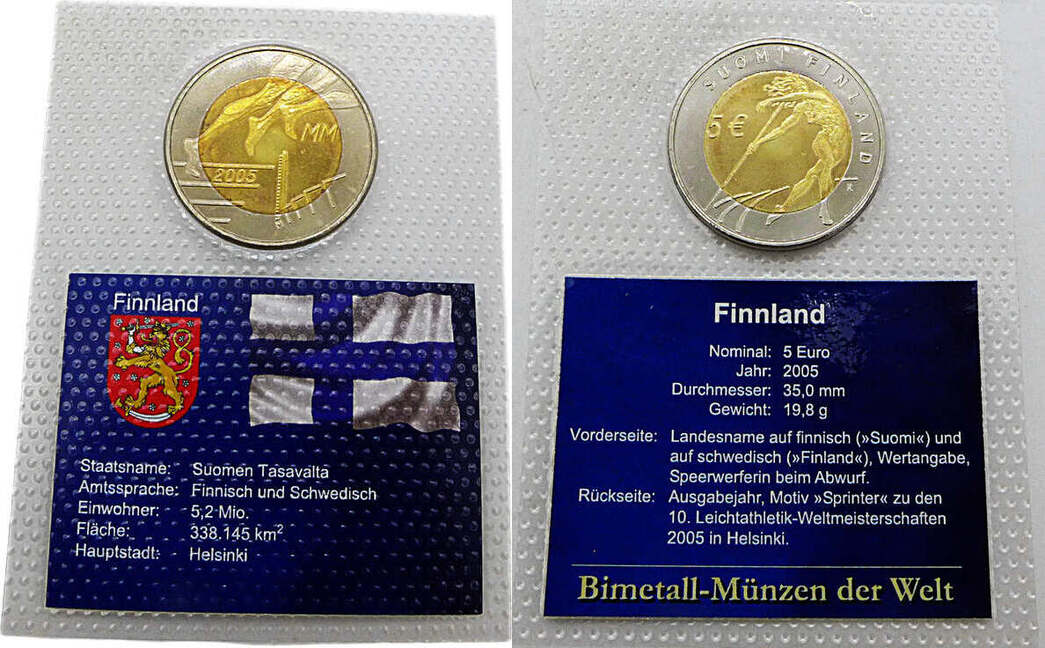 MM
2005
Finnland
Staatsname: Suomen Tasavalta
Amtssprache: Finnisch und Schwedisch
Einwohner: 5,2 Mio.
Fläche: 338.145 km²
Hauptstadt: Helsinki
SUOMI FINLAND
5 €
R
Finnland
Nominal: 5 Euro
Jahr: 2005
Durchmesser: 35,0 mm
Gewicht: 19,8 g
Vorderseite: Landesname auf finnisch (»Suomi«) und
auf schwedisch (»Finland«), Wertangabe,
Speerwerferin beim Abwurf.
Rückseite: Ausgabejahr, Motiv »Sprinter« zu den
10. Leichtathletik-Weltmeisterschaften
2005 in Helsinki.
Bimetall-Münzen der Welt